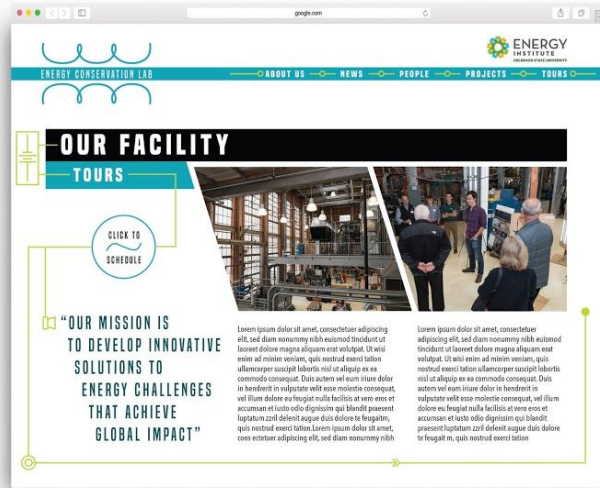 google.com
ENERGY
INSTITUTE
COLORADO STATE UNIVERSITY
ENERGY CONSERVATION LAB
ABOUT US
NEWS
PEOPLE
PROJECTS
TOURS
OUR FACILITY
TOURS
CLICK TO
SCHEDULE
“OUR MISSION IS
TO DEVELOP INNOVATIVE
SOLUTIONS TO
ENERGY CHALLENGES
THAT ACHIEVE
GLOBAL IMPACT”
Lorem ipsum dolor sit amet, consectetuer adipiscing
elit, sed diam nonummy nibh euismod tincidunt ut
laoreet dolore magna aliquam erat volutpat. Ut wisi
enim ad minim veniam, quis nostrud exerci tation
ullamcorper suscipit lobortis nisl ut aliquip ex ea
commodo consequat. Duis autem vel eum iriure dolor
in hendrerit in vulputate velit esse molestie consequat,
vel illum dolore eu feugiat nulla facilisis at vero eros et
accumsan et iusto odio dignissim qui blandit praesent
luptatum zzril delenit augue duis dolore te feugaitm,
quis nostrud exerci tation.Lorem ipsum dolor sit amet,
cons ectetuer adipiscing elit, sed diam nonummy nibh
Lorem ipsum dolor sit amet, consectetuer adipiscing
elit, sed diam nonummy nibh euismod tincidunt ut
laoreet dolore magna aliquam erat volutpat. Ut wisi
enim ad minim veniam, quis nostrud exerci tation
ullamcorper suscipit lobortis
nisl ut aliquip ex ea commodo consequat. Duis
autem vel eum iriure dolor in hendrerit in
vulputate velit esse molestie consequat, vel illum
dolore eu feugiat nulla facilisis at vero eros et
accumsan et iusto odio dignissim qui blandit
praesent luptatum zzril delenit augue duis dolore
te feugait m, quis nostrud exerci tation